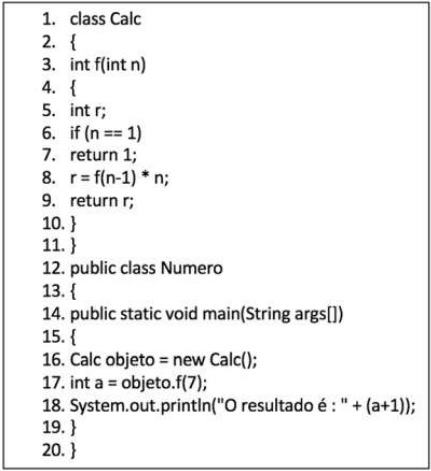 1. class Calc
2. {
3. int f(int n)
4. {
5. int r;
6. if (n == 1)
7. return 1;
8. r = f(n-1) * n;
9. return r;
10. }
11. }
12. public class Numero
13. {
14. public static void main(String args[])
15. {
16. Calc objeto = new Calc();
17. int a = objeto.f(7);
18. System.out.println("O resultado é : " + (a+1));
19. }
20. }